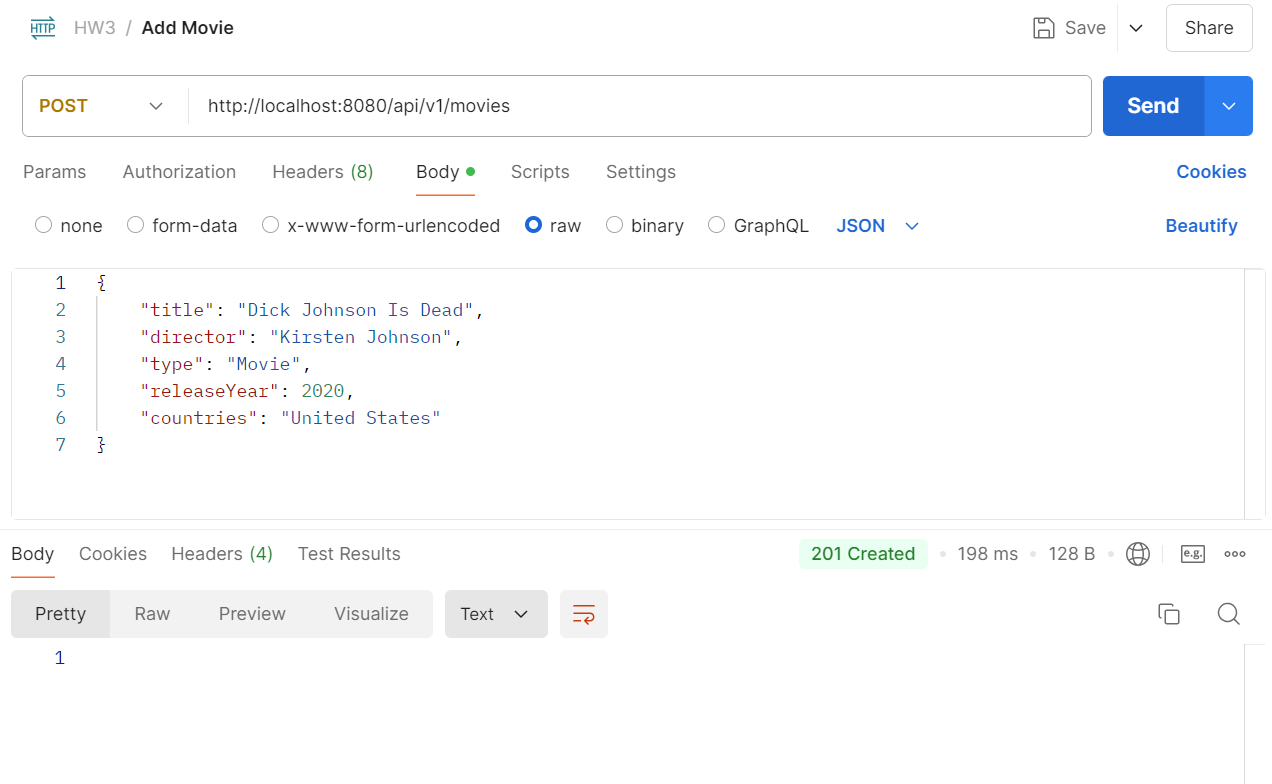 HTTP HW3 / Add Movie Save Share
POST http://localhost:8080/api/v1/movies Send
Params Authorization Headers (8) Body Scripts Settings Cookies
none form-data x-www-form-urlencoded raw binary GraphQL JSON Beautify
1 {
2 "title": "Dick Johnson Is Dead",
3 "director": "Kirsten Johnson",
4 "type": "Movie",
5 "releaseYear": 2020,
6 "countries": "United States"
7 }
Body Cookies Headers (4) Test Results 201 Created 198 ms 128 B e.g.
Pretty Raw Preview Visualize Text
1